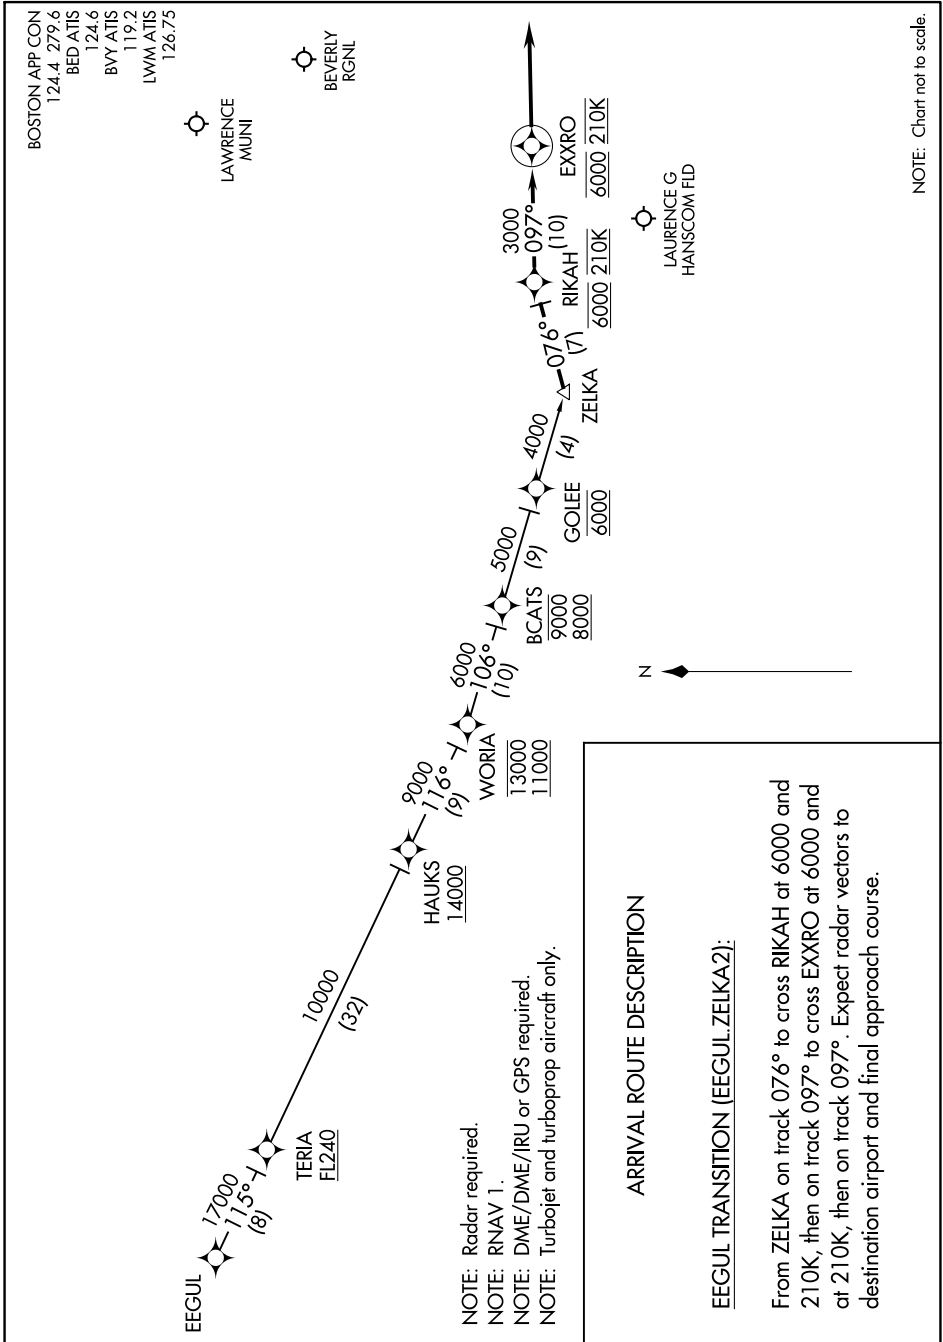 BOSTON APP CON
124.4 279.6
BED ATIS
124.6
BVY ATIS
119.2
LWM ATIS
126.75
LAWRENCE
MUNI
BEVERLY
RGNL
EEGUL
17000
115°
(8)
TERIA
FL240
10000
(32)
HAUKS
14000
9000
116°
(9)
WORIA
13000
11000
6000
106°
(10)
BCATS
9000
8000
5000
(9)
GOLEE
6000
4000
(4)
ZELKA
076°
(7)
RIKAH
6000 210K
3000
097°
(10)
EXXRO
6000 210K
LAURENCE G
HANSCOM FLD
N
NOTE: Radar required.
NOTE: RNAV 1.
NOTE: DME/DME/IRU or GPS required.
NOTE: Turbojet and turboprop aircraft only.
ARRIVAL ROUTE DESCRIPTION
EEGUL TRANSITION (EEGUL.ZELKA2):
From ZELKA on track 076° to cross RIKAH at 6000 and
210K, then on track 097° to cross EXXRO at 6000 and
at 210K, then on track 097°. Expect radar vectors to
destination airport and final approach course.
NOTE: Chart not to scale.